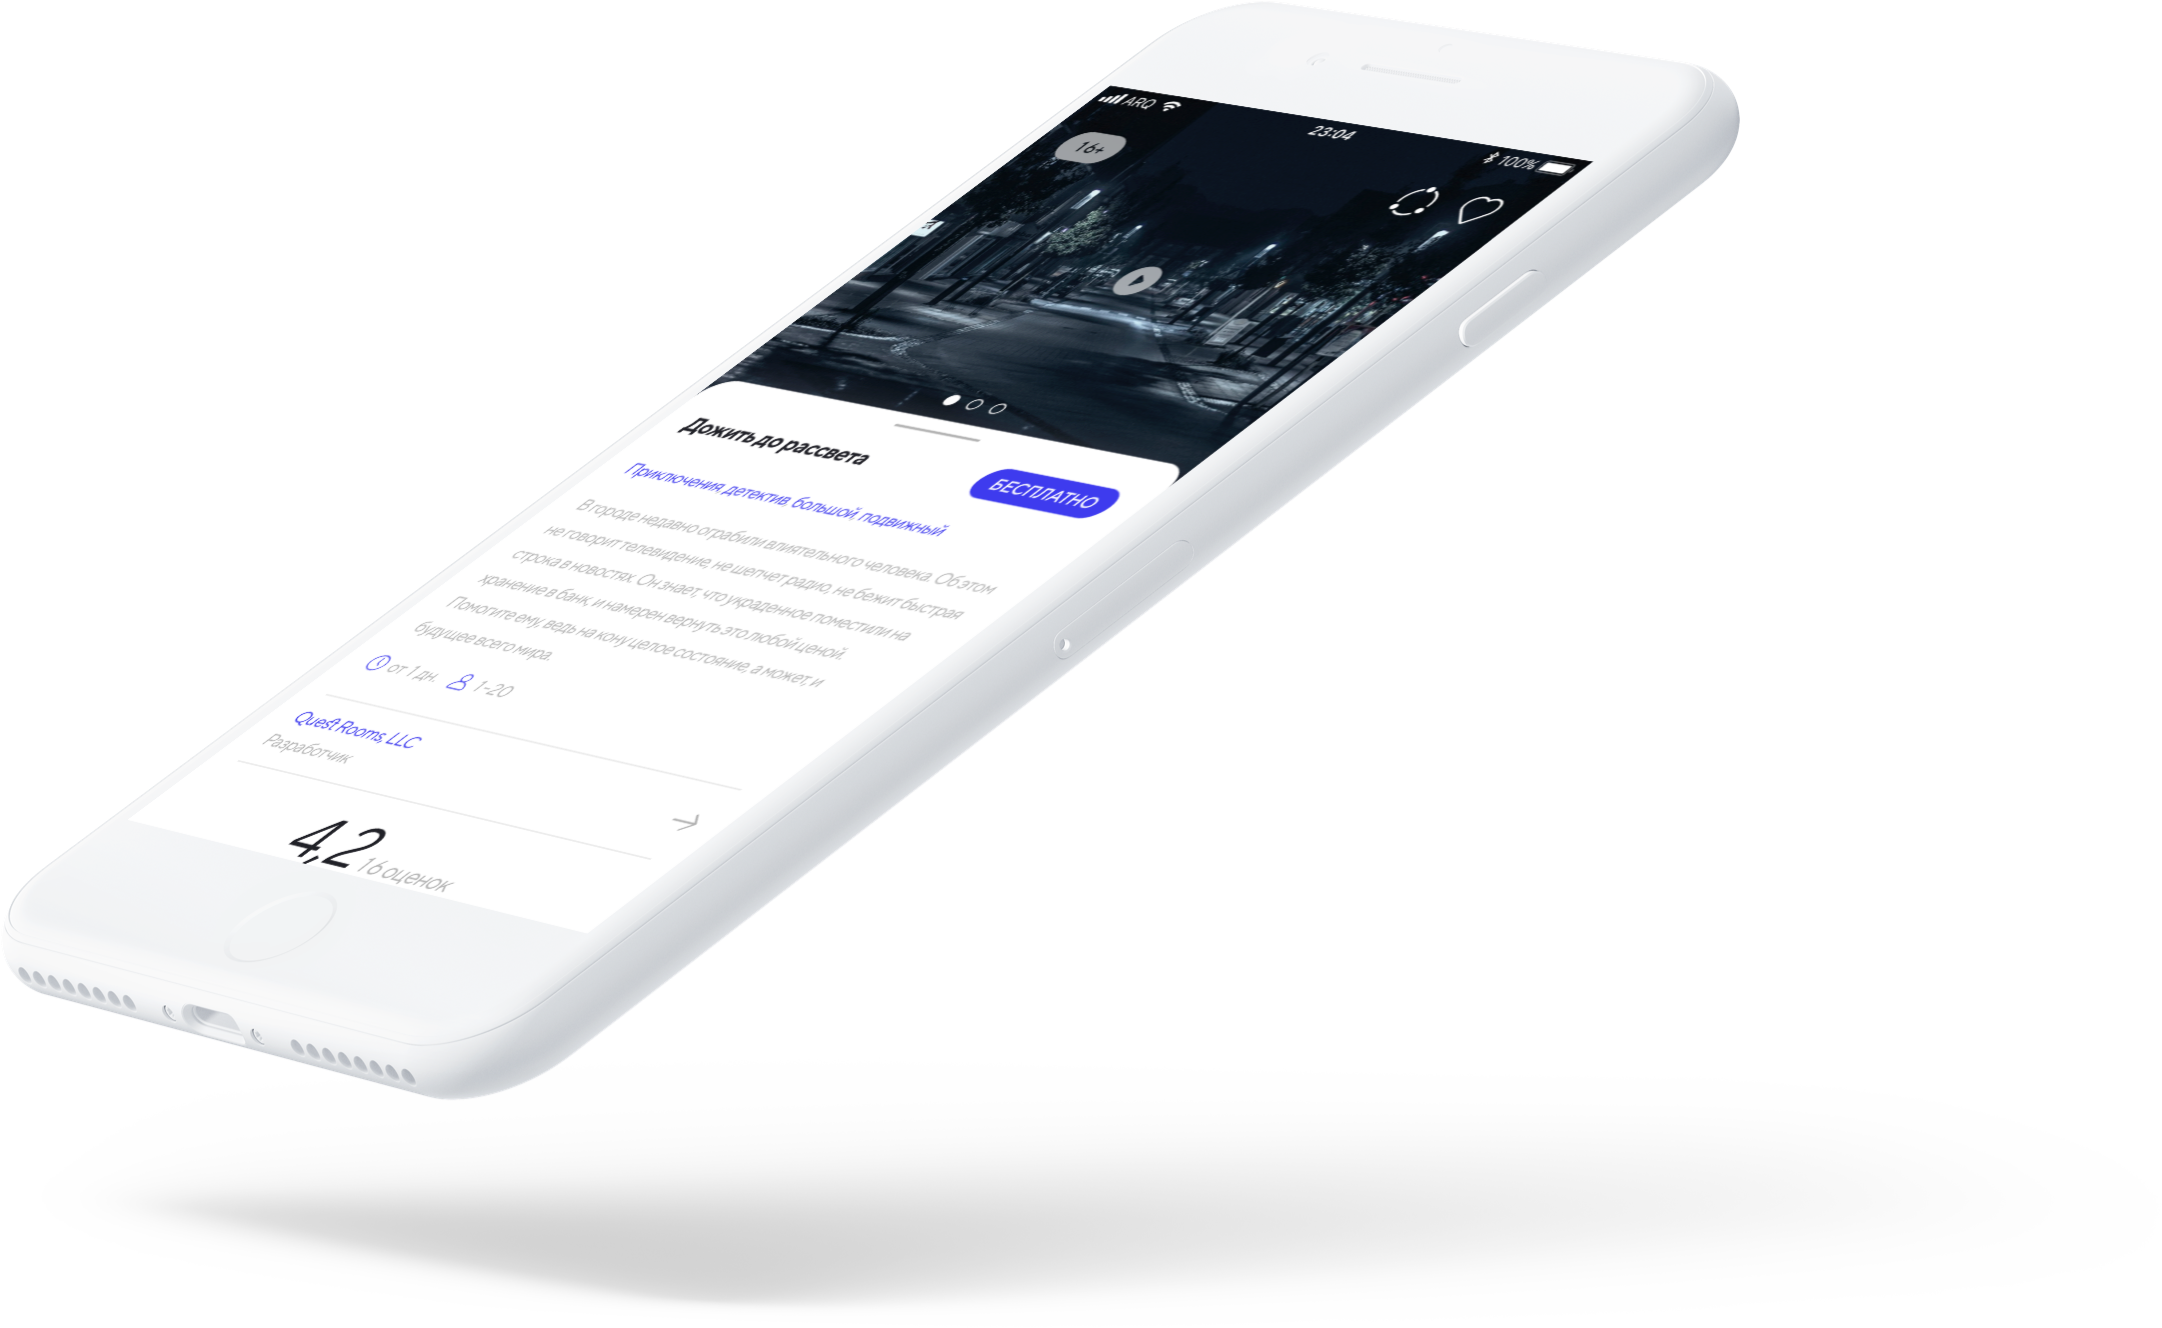 ARQ
23:04
100%
16+
Дожить до рассвета
БЕСПЛАТНО
Приключения, детектив, большой, подвижный
В городе недавно ограбили влиятельного человека. Об этом
не говорит телевидение, не шепчет радио, не бежит быстрая
строка в новостях. Он знает, что украденное поместили на
хранение в банк, и намерен вернуть это любой ценой.
Помогите ему, ведь на кону целое состояние, а может, и
будущее всего мира.
от 1 дн. 1-20
Quest Rooms, LLC
Разработчик
4,2 16 оценок